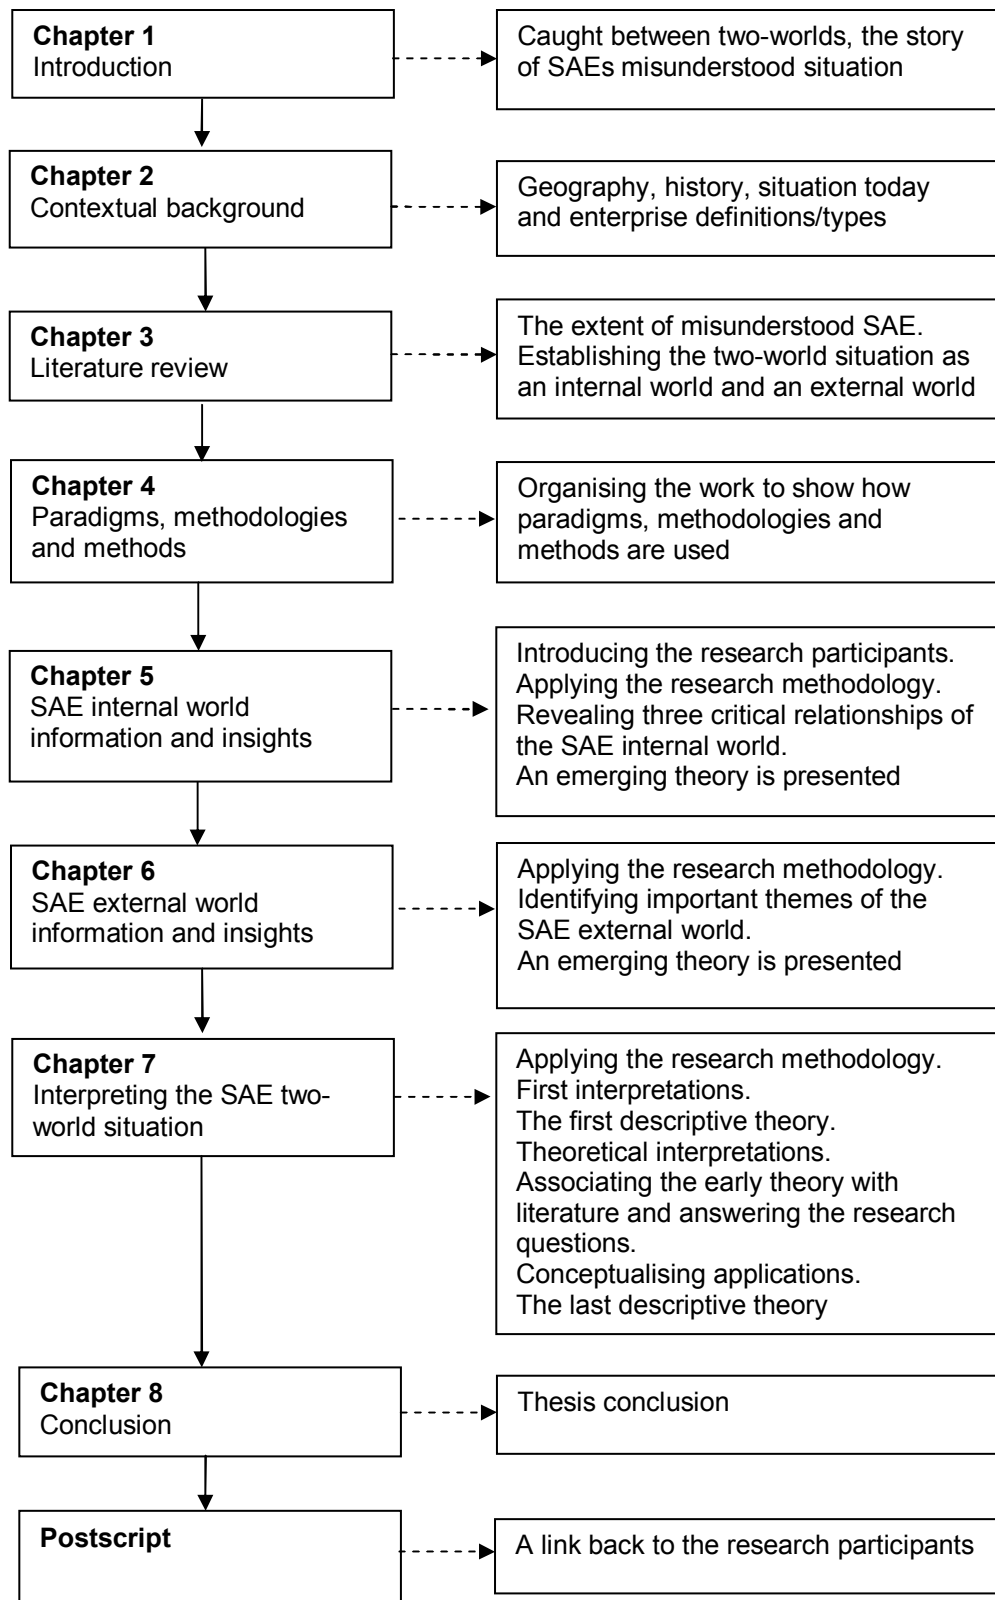 Chapter 1
Introduction
Caught between two-worlds, the story
of SAEs misunderstood situation
Chapter 2
Contextual background
Geography, history, situation today
and enterprise definitions/types
Chapter 3
Literature review
The extent of misunderstood SAE.
Establishing the two-world situation as
an internal world and an external world
Chapter 4
Paradigms, methodologies
and methods
Organising the work to show how
paradigms, methodologies and
methods are used
Chapter 5
SAE internal world
information and insights
Introducing the research participants.
Applying the research methodology.
Revealing three critical relationships of
the SAE internal world.
An emerging theory is presented
Chapter 6
SAE external world
information and insights
Applying the research methodology.
Identifying important themes of the
SAE external world.
An emerging theory is presented
Chapter 7
Interpreting the SAE two-
world situation
Applying the research methodology.
First interpretations.
The first descriptive theory.
Theoretical interpretations.
Associating the early theory with
literature and answering the research
questions.
Conceptualising applications.
The last descriptive theory
Chapter 8
Conclusion
Thesis conclusion
Postscript
A link back to the research participants